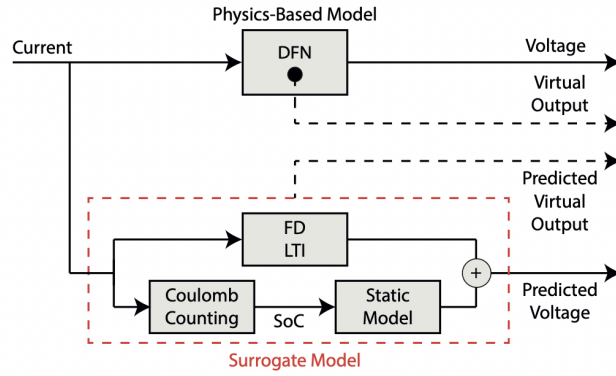 Physics-Based Model
Current
DFN
Voltage
Virtual
Output
Predicted
Virtual
Output
FD
LTI
+
Coulomb
Counting
SoC
Static
Model
Predicted
Voltage
Surrogate Model